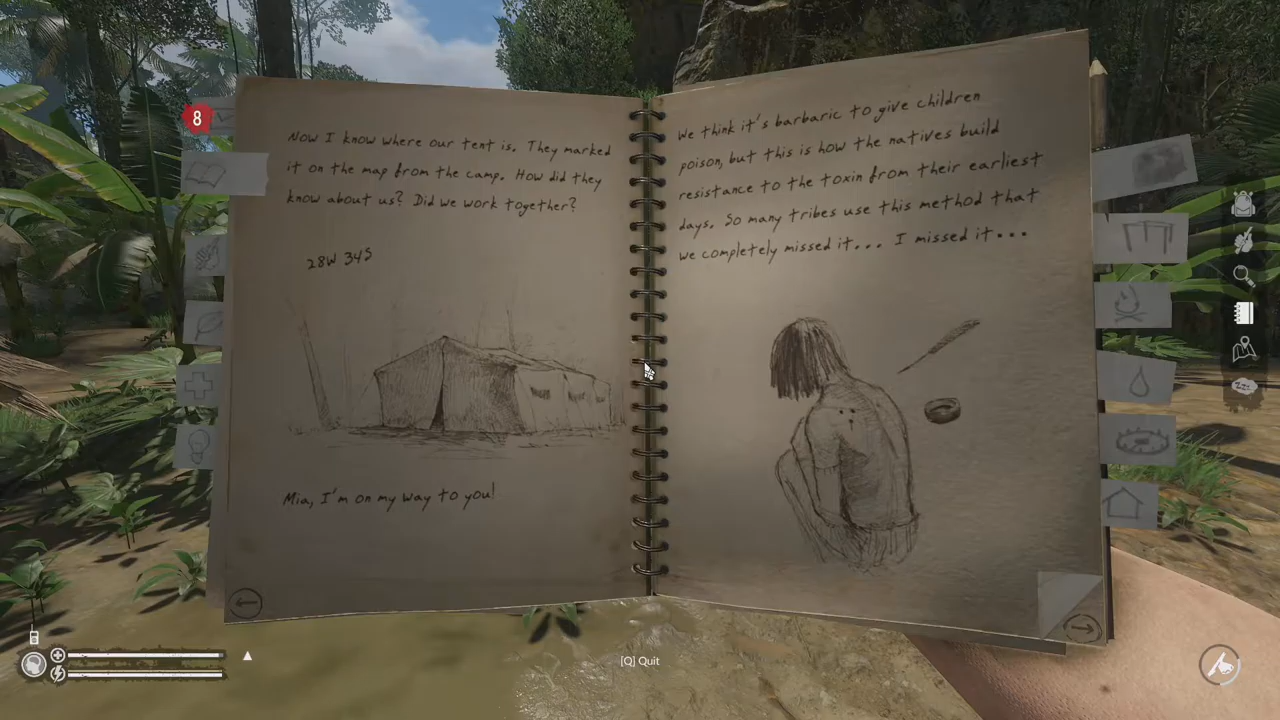 8
Now I know where our tent is. They marked
it on the map from the camp. How did they
know about us? Did we work together?
28W 34S
Mia, I'm on my way to you!
We think it's barbaric to give children
poison, but this is how the natives build
resistance to the toxin from their earliest
days. So many tribes use this method that
we completely missed it... I missed it...
[Q] Quit